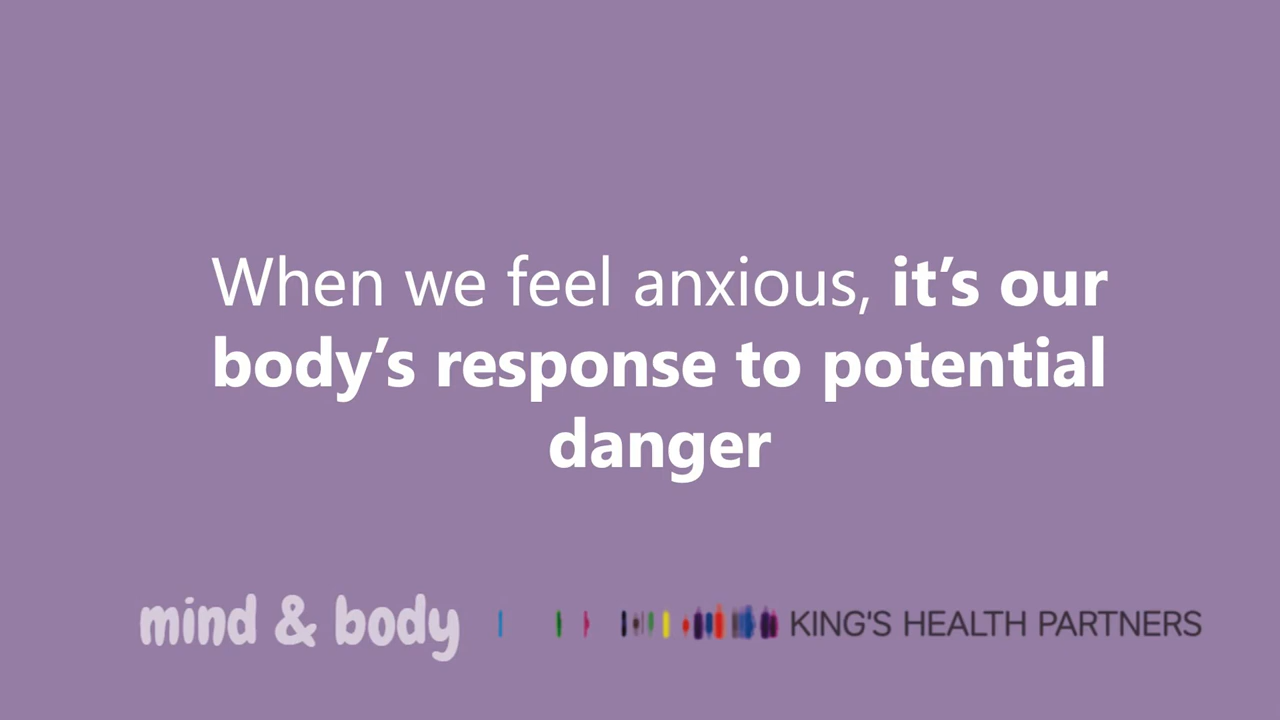 When we feel anxious, it’s our
body’s response to potential
danger
mind & body
KING'S HEALTH PARTNERS